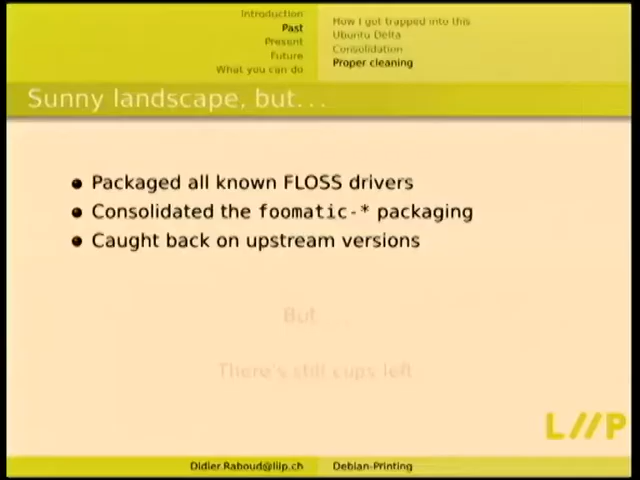 Introduction
Past
Present
Future
What you can do
How I got trapped into this
Ubuntu Delta
Consolidation
Proper cleaning
Sunny landscape, but...
Packaged all known FLOSS drivers
Consolidated the foomatic-* packaging
Caught back on upstream versions
But...
There's still cups left
LIIP
Didier.Raboud@liip.ch
Debian-Printing